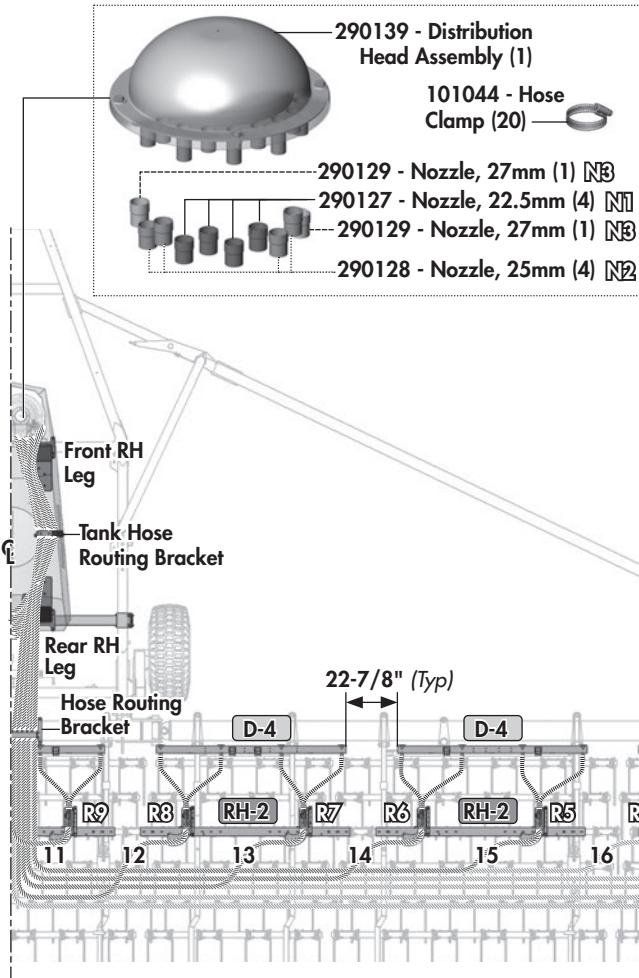 290139 - Distribution
Head Assembly (1)
101044 - Hose
Clamp (20)
290129 - Nozzle, 27mm (1) N3
290127 - Nozzle, 22.5mm (4) N1
290129 - Nozzle, 27mm (1) N3
290128 - Nozzle, 25mm (4) N2
Front RH
Leg
Tank Hose
Routing Bracket
CL
Rear RH
Leg
22-7/8" (Typ)
Hose Routing
Bracket
D-4 D-4
R9 R8 RH-2 R7 R6 RH-2 R5 R
11 12 13 14 15 16